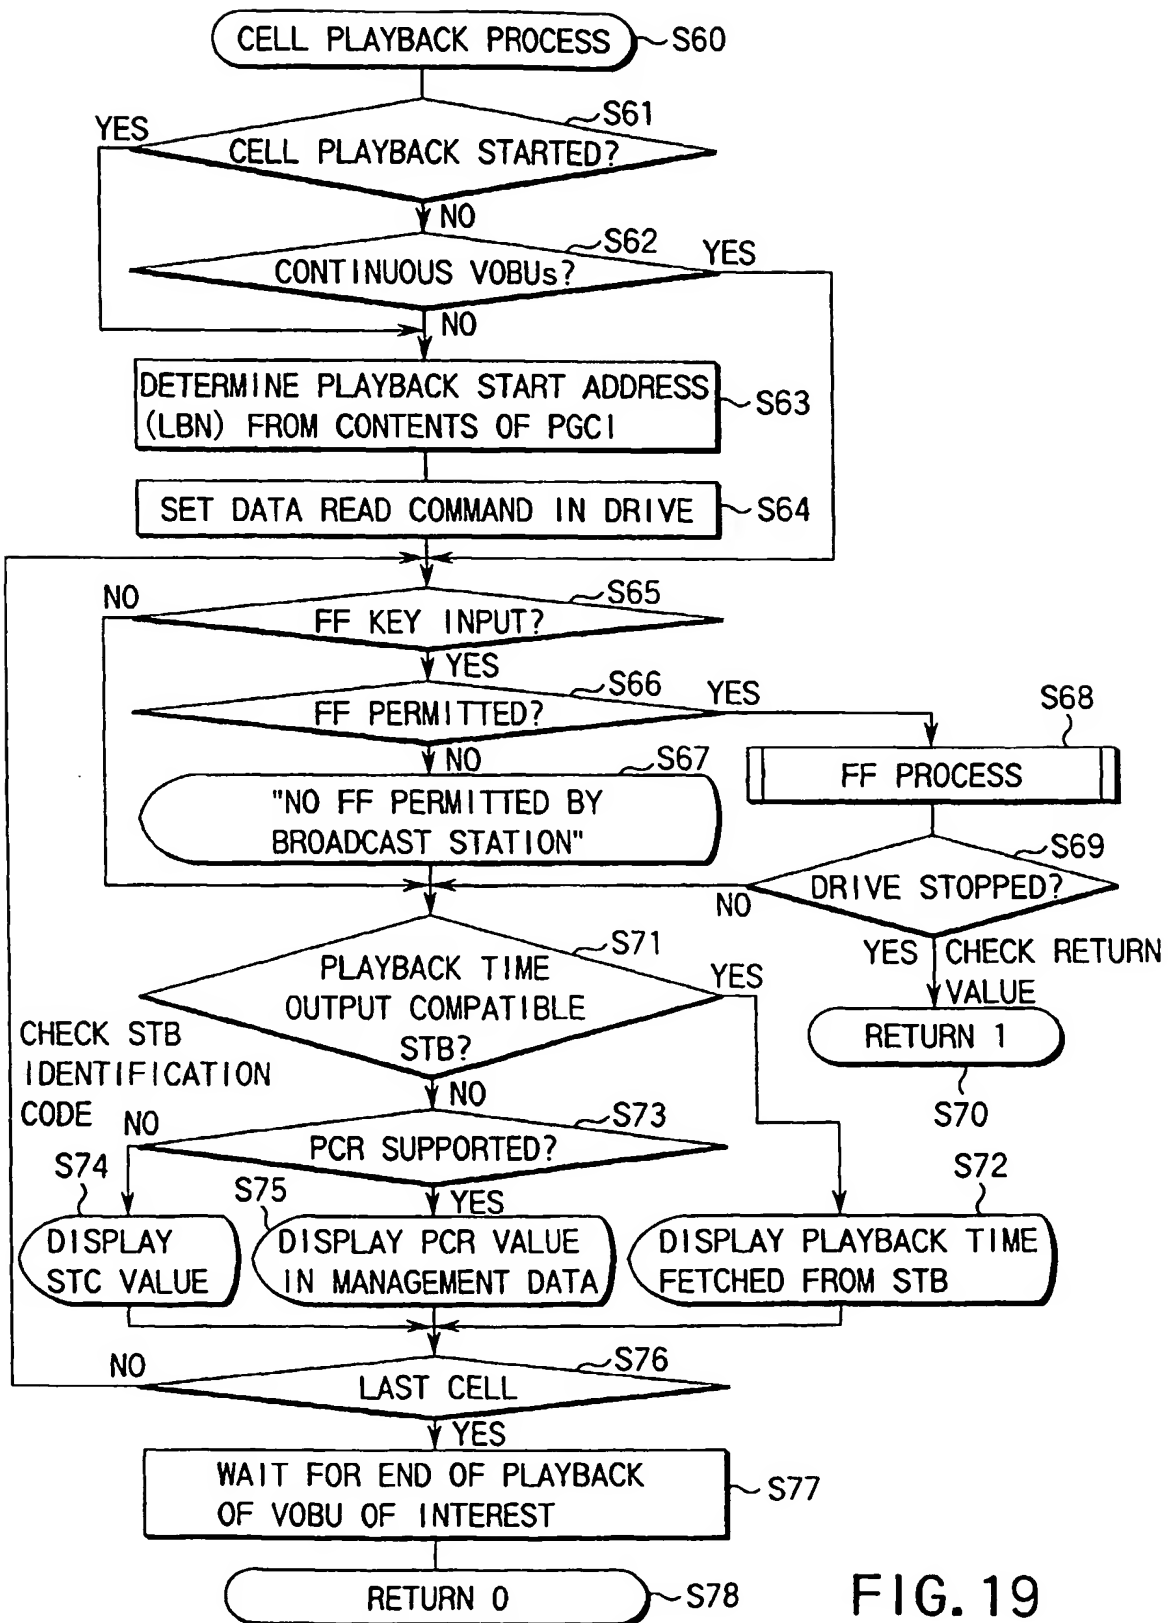 CELL PLAYBACK PROCESS
S60
S61
YES
CELL PLAYBACK STARTED?
NO
S62
YES
CONTINUOUS VOBUs?
NO
DETERMINE PLAYBACK START ADDRESS
(LBN) FROM CONTENTS OF PGCI
S63
SET DATA READ COMMAND IN DRIVE
S64
NO
S65
FF KEY INPUT?
YES
S66
YES
FF PERMITTED?
S68
NO
S67
FF PROCESS
"NO FF PERMITTED BY
BROADCAST STATION"
S69
DRIVE STOPPED?
NO
YES
CHECK RETURN
VALUE
S71
PLAYBACK TIME
OUTPUT COMPATIBLE
STB?
YES
RETURN 1
S70
CHECK STB
IDENTIFICATION
CODE
NO
NO
S73
PCR SUPPORTED?
S74
S75
YES
S72
DISPLAY
STC VALUE
DISPLAY PCR VALUE
IN MANAGEMENT DATA
DISPLAY PLAYBACK TIME
FETCHED FROM STB
NO
S76
LAST CELL
YES
WAIT FOR END OF PLAYBACK
OF VOBU OF INTEREST
S77
RETURN 0
S78
FIG. 19